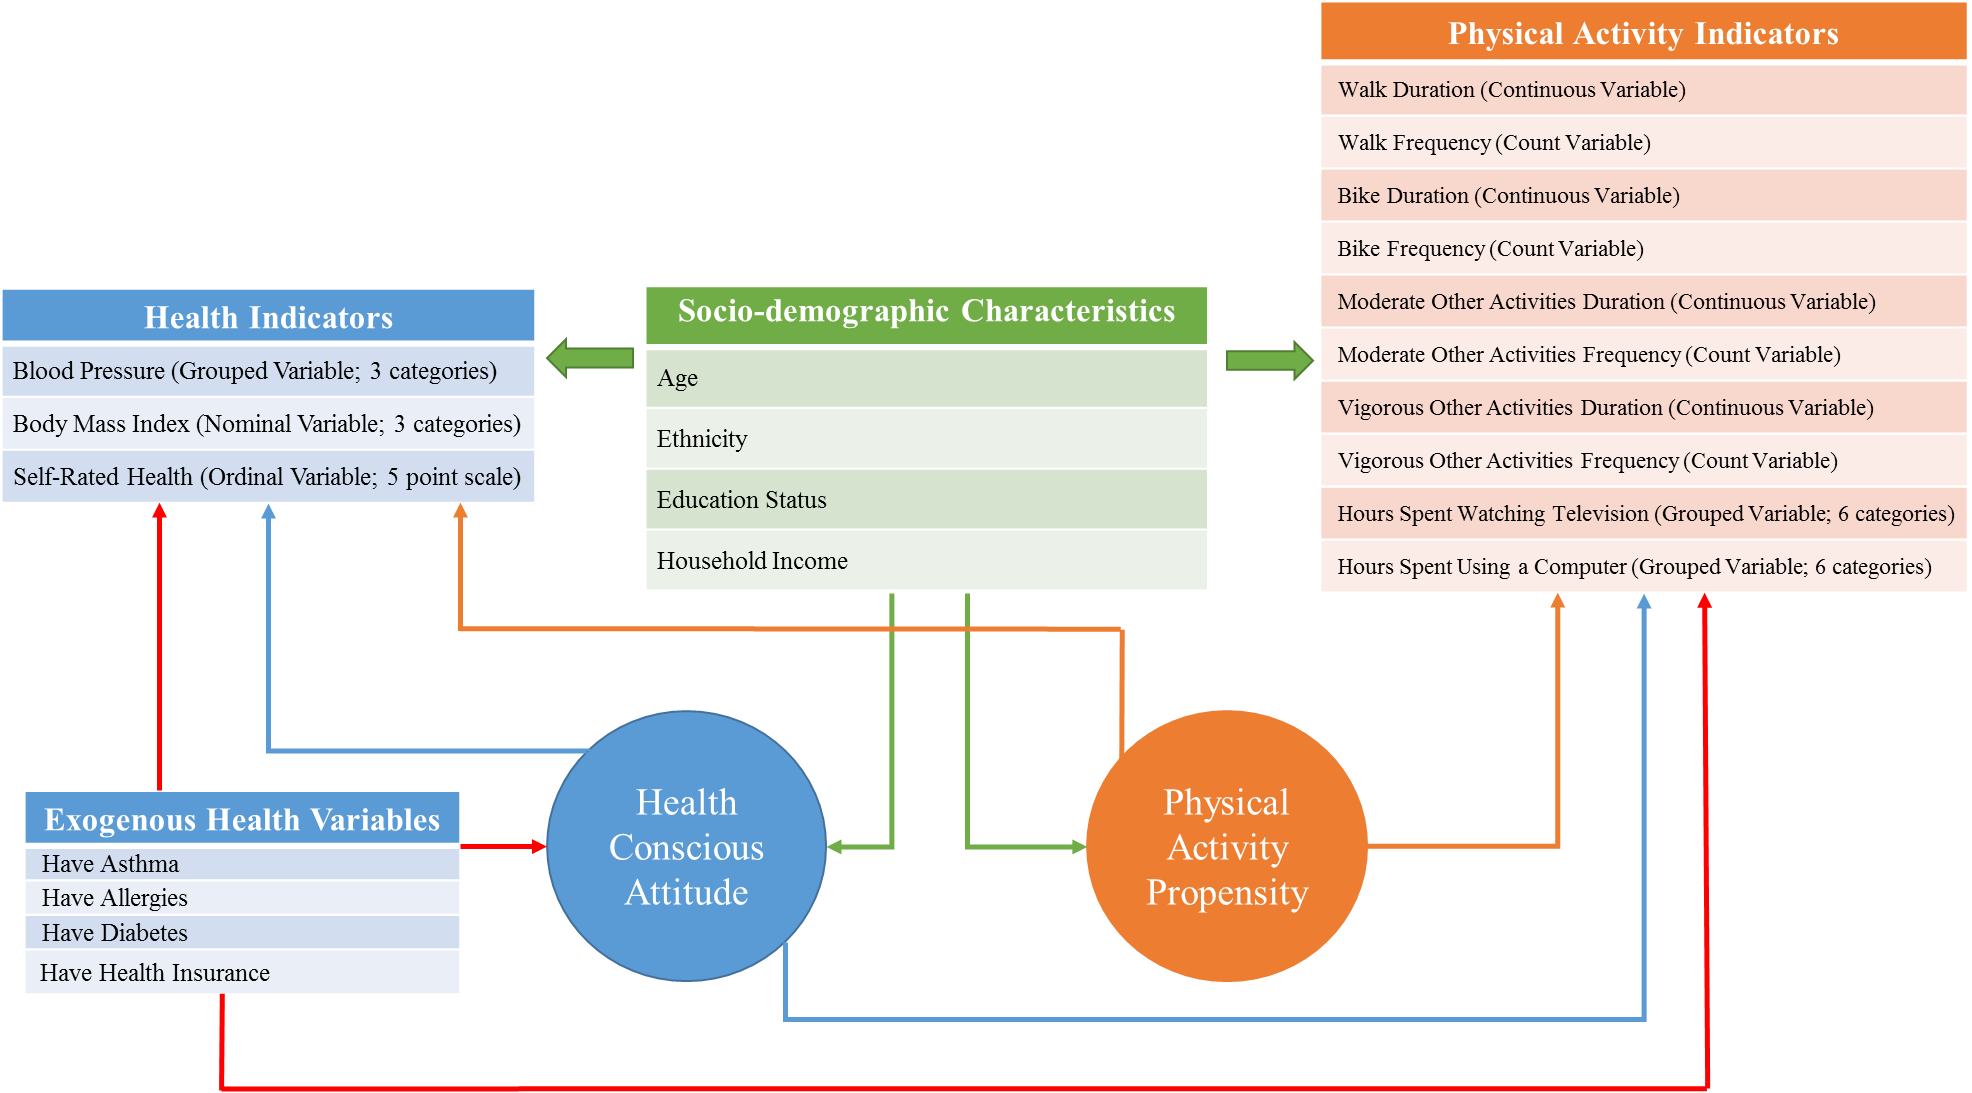 Physical Activity Indicators
Walk Duration (Continuous Variable)
Walk Frequency (Count Variable)
Bike Duration (Continuous Variable)
Bike Frequency (Count Variable)
Moderate Other Activities Duration (Continuous Variable)
Moderate Other Activities Frequency (Count Variable)
Vigorous Other Activities Duration (Continuous Variable)
Vigorous Other Activities Frequency (Count Variable)
Hours Spent Watching Television (Grouped Variable; 6 categories)
Hours Spent Using a Computer (Grouped Variable; 6 categories)
Health Indicators
Blood Pressure (Grouped Variable; 3 categories)
Body Mass Index (Nominal Variable; 3 categories)
Self-Rated Health (Ordinal Variable; 5 point scale)
Socio-demographic Characteristics
Age
Ethnicity
Education Status
Household Income
Exogenous Health Variables
Have Asthma
Have Allergies
Have Diabetes
Have Health Insurance
Health
Conscious
Attitude
Physical
Activity
Propensity